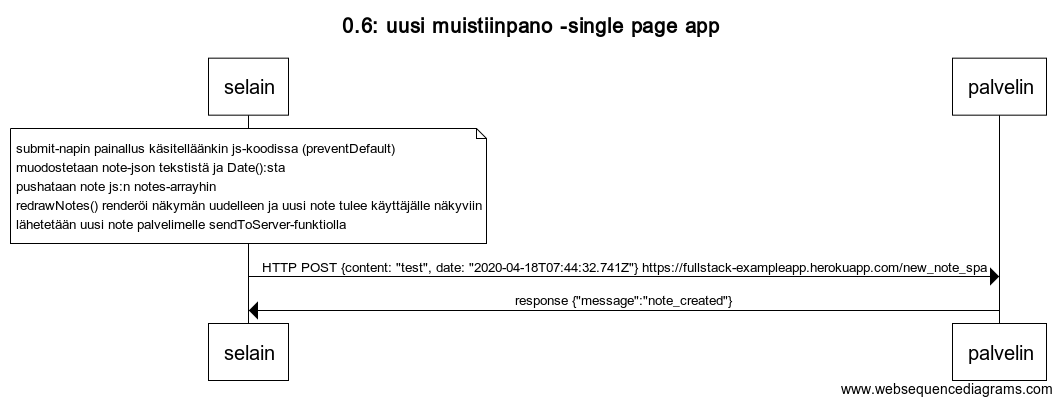 0.6: uusi muistiinpano -single page app
selain
palvelin
submit-napin painallus käsitelläänkin js-koodissa (preventDefault)
muodostetaan note-json tekstistä ja Date():sta
pushataan note js:n notes-arrayhin
redrawNotes() renderöi näkymän uudelleen ja uusi note tulee käyttäjälle näkyviin
lähetetään uusi note palvelimelle sendToServer-funktiolla
HTTP POST {content: "test", date: "2020-04-18T07:44:32.741Z"} https://fullstack-exampleapp.herokuapp.com/new_note_spa
response {"message":"note_created"}
selain
palvelin
www.websequencediagrams.com